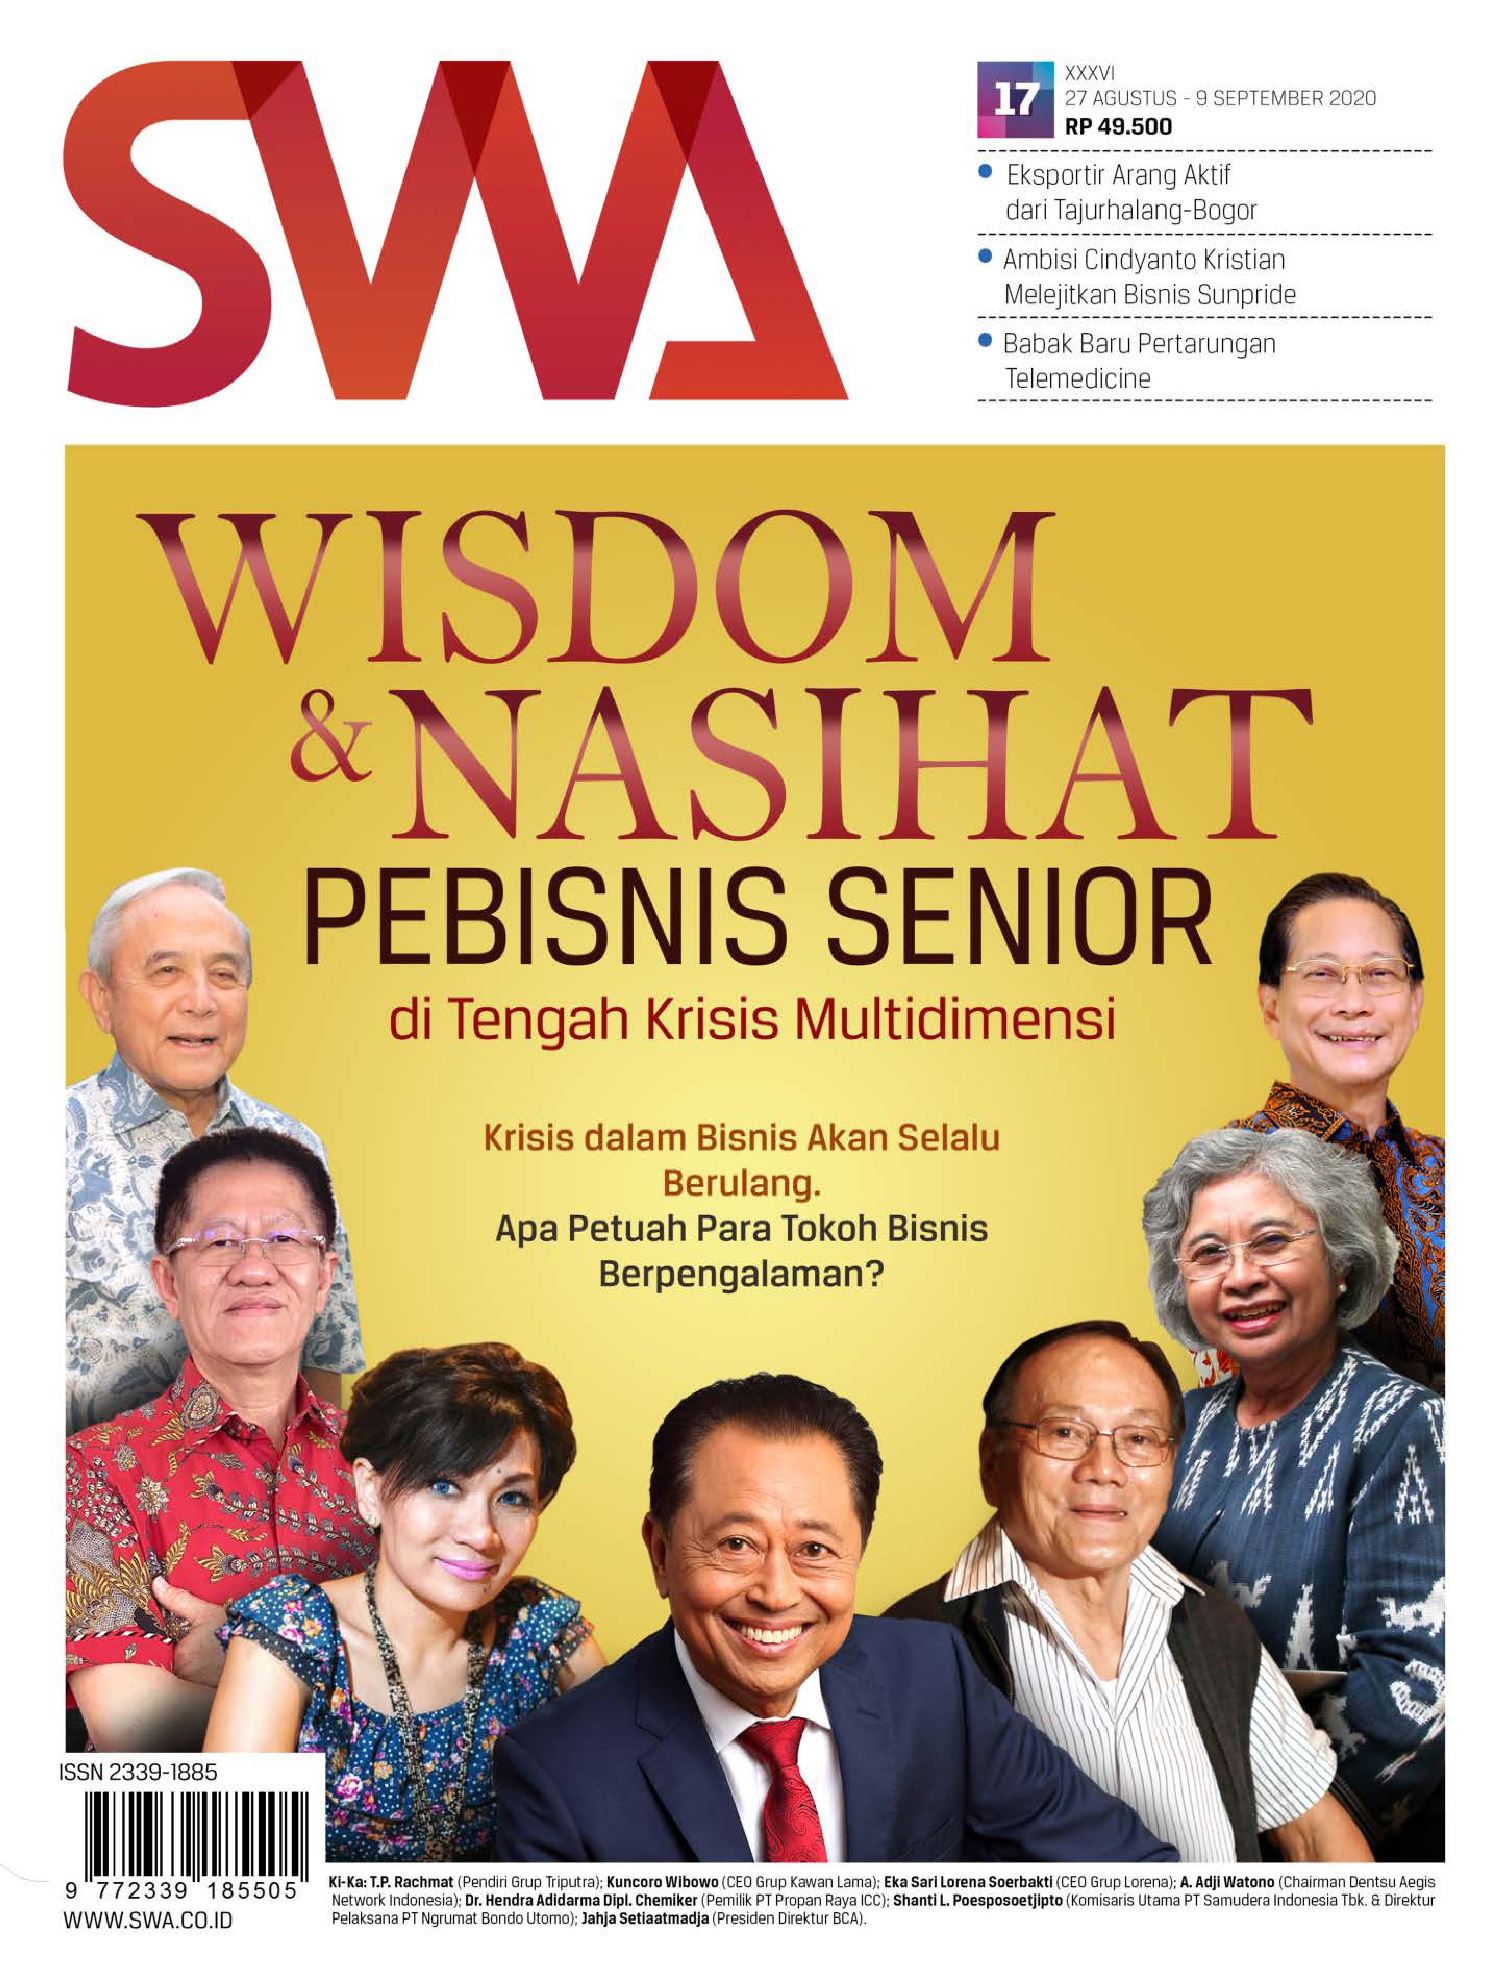 SWA
17
XXXVI
27 AGUSTUS - 9 SEPTEMBER 2020
RP 49.500
• Eksportir Arang Aktif
dari Tajurhalang-Bogor
• Ambisi Cindyanto Kristian
Melejitkan Bisnis Sunpride
• Babak Baru Pertarungan
Telemedicine
WISDOM
& NASIHAT
PEBISNIS SENIOR
di Tengah Krisis Multidimensi
Krisis dalam Bisnis Akan Selalu
Berulang.
Apa Petuah Para Tokoh Bisnis
Berpengalaman?
ISSN 2339-1885
9 772339 185505
WWW.SWA.CO.ID
Ki-Ka: T.P. Rachmat (Pendiri Grup Triputra); Kuncoro Wibowo (CEO Grup Kawan Lama); Eka Sari Lorena Soerbakti (CEO Grup Lorena); A. Adji Watono (Chairman Dentsu Aegis
Network Indonesia); Dr. Hendra Adidarma Dipl. Chemiker (Pemilik PT Propan Raya ICC); Shanti L. Poesposoetjipto (Komisaris Utama PT Samudera Indonesia Tbk. & Direktur
Pelaksana PT Ngrumat Bondo Utomo); Jahja Setiaatmadja (Presiden Direktur BCA).